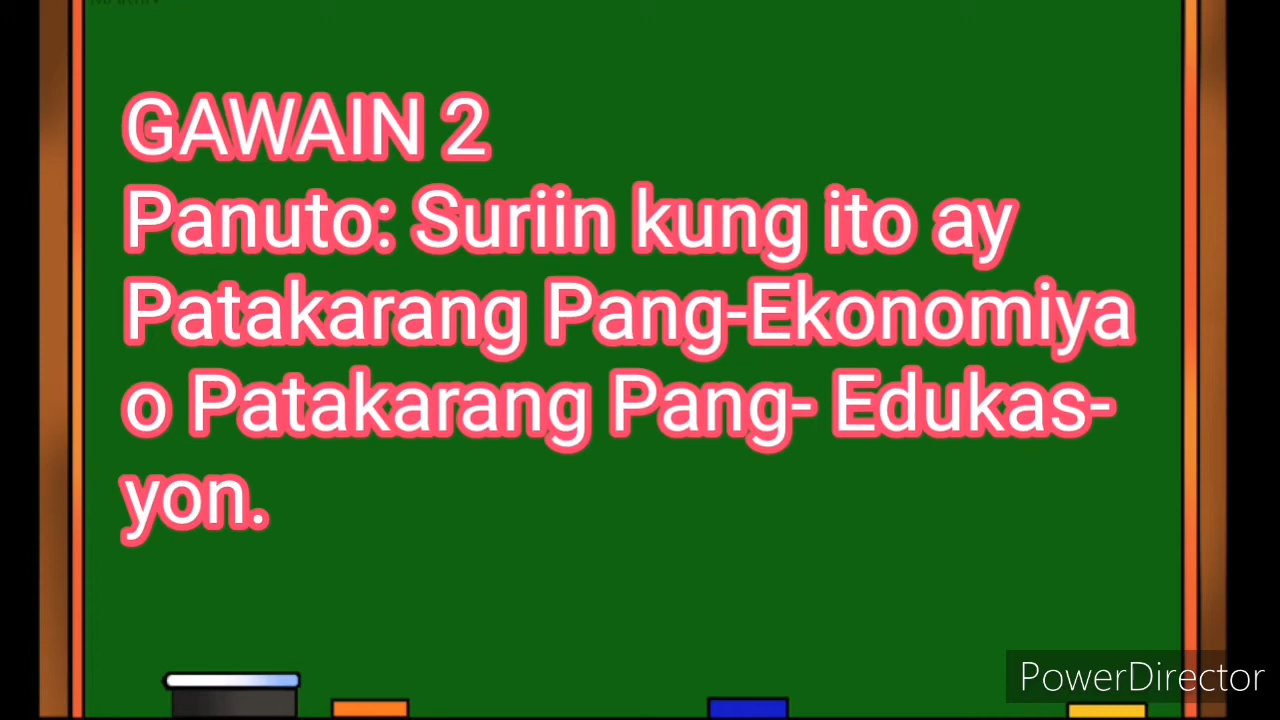 GAWAIN 2
Panuto: Suriin kung ito ay
Patakarang Pang-Ekonomiya
o Patakarang Pang- Edukas-
yon.
PowerDirector